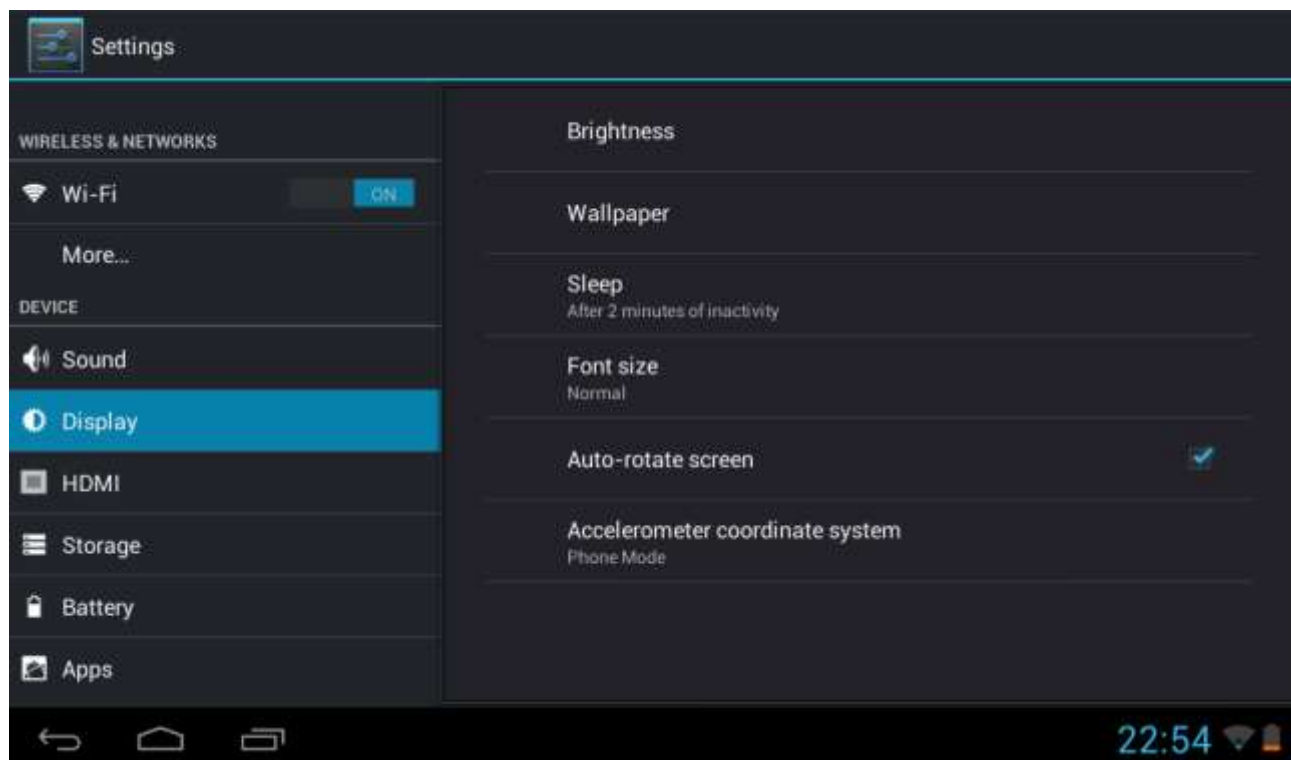 Settings
WIRELESS & NETWORKS
Wi-Fi ON
More...
DEVICE
Sound
Display
HDMI
Storage
Battery
Apps
Brightness
Wallpaper
Sleep
After 2 minutes of inactivity
Font size
Normal
Auto-rotate screen
Accelerometer coordinate system
Phone Mode
22:54